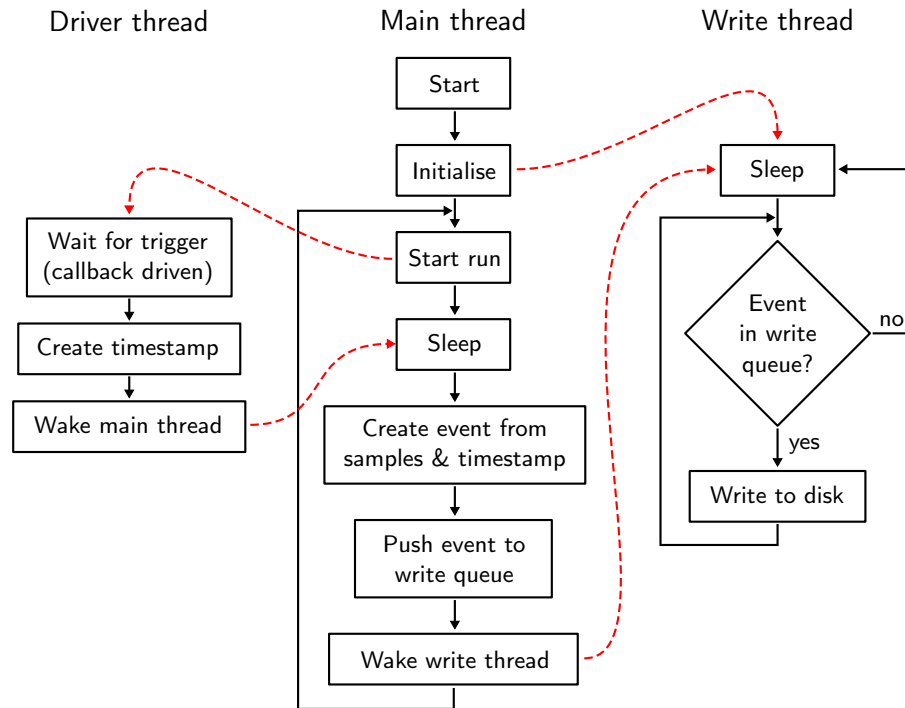 Driver thread
Main thread
Write thread
Start
Initialise
Sleep
Wait for trigger
(callback driven)
Start run
Event
in write
queue?
no
Create timestamp
Sleep
Wake main thread
Create event from
samples & timestamp
yes
Write to disk
Push event to
write queue
Wake write thread